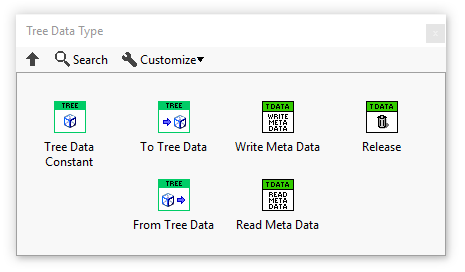 Tree Data Type
x
Search
Customize
TREE
TREE
TDATA
TDATA
WRITE
META
DATA
Tree Data
Constant
To Tree Data
Write Meta Data
Release
TREE
TDATA
READ
META
DATA
From Tree Data
Read Meta Data